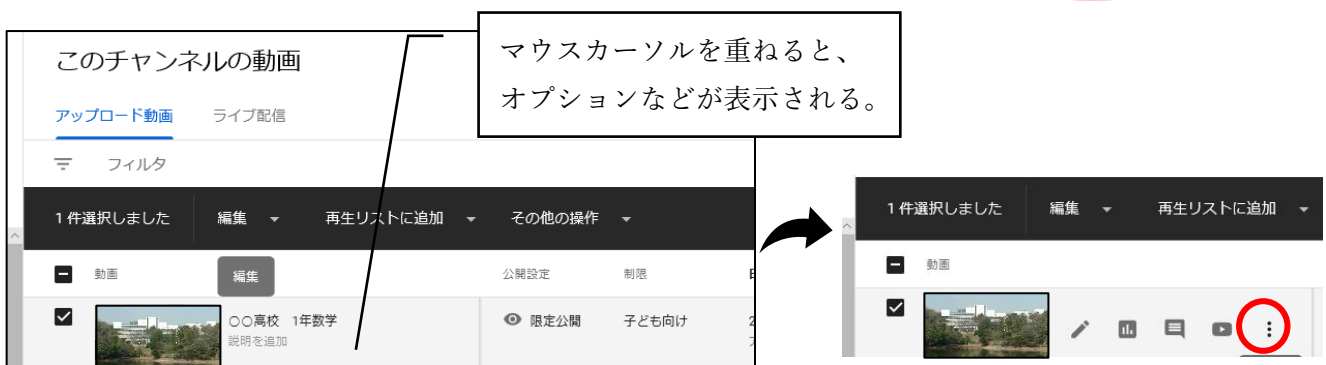 マウスカーソルを重ねると、
オプションなどが表示される。
このチャンネルの動画
アップロード動画 ライブ配信
フィルタ
1 件選択しました 編集 再生リストに追加 その他の操作
動画 編集 公開設定 制限
〇〇高校 1年数学 限定公開 子ども向け
説明を追加
1 件選択しました 編集 再生リストに追加
動画